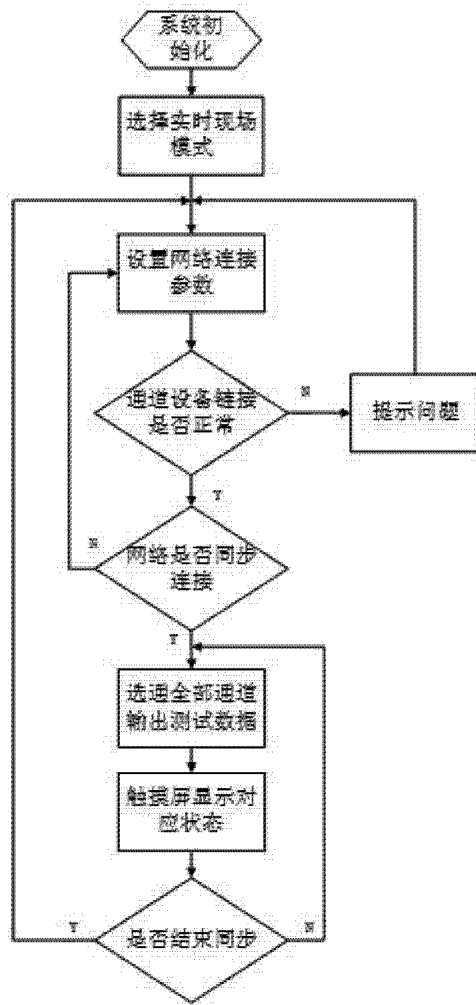 系统初
始化
选择实时现场
模式
设置网络连接
参数
通道设备链接
是否正常
N
提示问题
Y
网络是否同步
连接
N
Y
选通全部通道
输出测试数据
触摸屏显示对
应状态
是否结束同步
Y
N